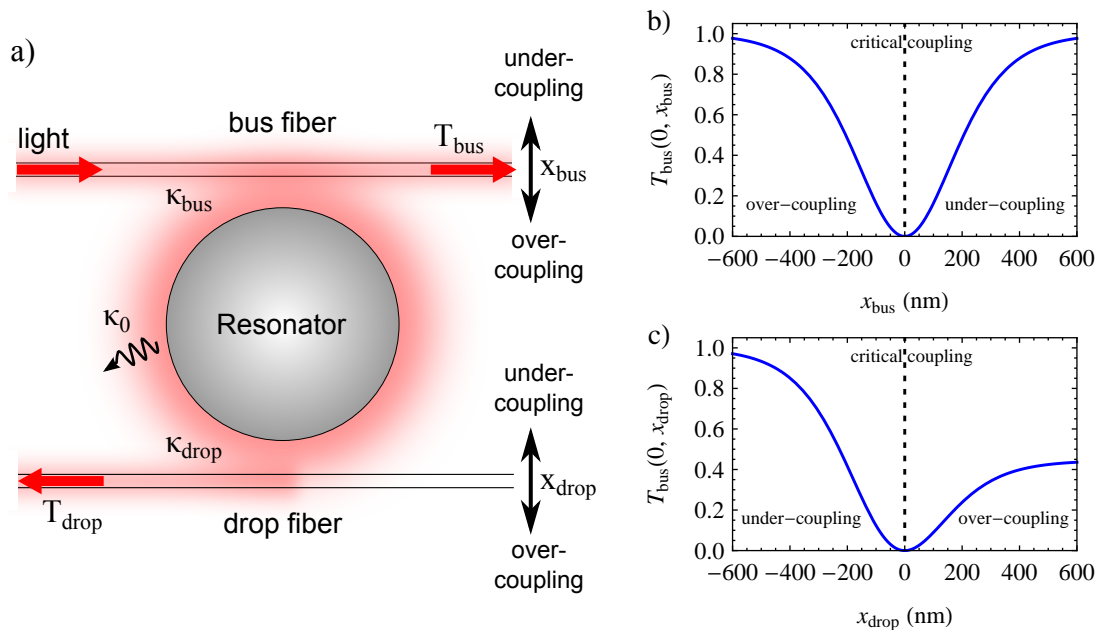 a)
under-
coupling
bus fiber
light
T_bus
x_bus
κ_bus
over-
coupling
κ_0
Resonator
under-
coupling
κ_drop
x_drop
T_drop
drop fiber
over-
coupling
b)
1.0
0.8
0.6
0.4
0.2
0.0
T_bus(0, x_bus)
critical coupling
over−coupling
under−coupling
−600 −400 −200 0 200 400 600
x_bus (nm)
c)
1.0
0.8
0.6
0.4
0.2
0.0
T_bus(0, x_drop)
critical coupling
under−coupling
over−coupling
−600 −400 −200 0 200 400 600
x_drop (nm)